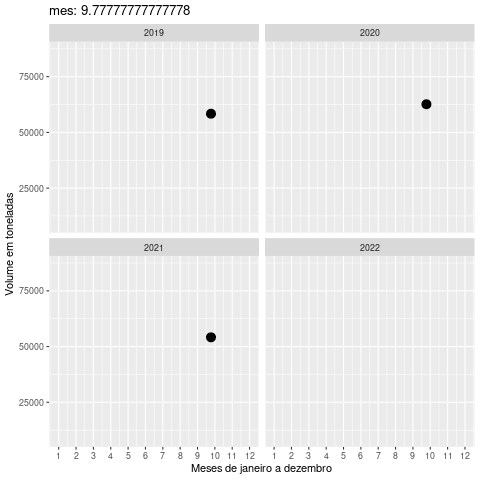 mes: 9.77777777777778
2019
2020
75000
50000
25000
2021
2022
75000
50000
25000
Volume em toneladas
1 2 3 4 5 6 7 8 9 10 11 12 1 2 3 4 5 6 7 8 9 10 11 12
Meses de janeiro a dezembro